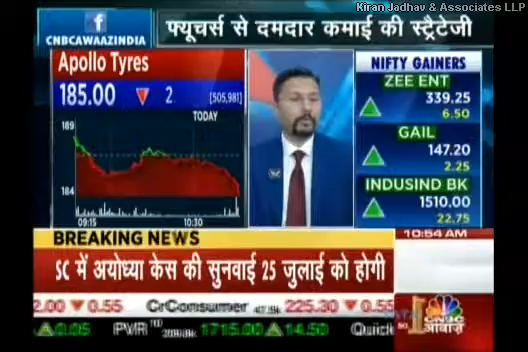 Kiran Jadhav & Associates LLP
f
CNBCAWAAZINDIA
फ्यूचर्स से दमदार कमाई की स्ट्रैटेजी
Apollo Tyres
185.00 ▼ 2 [505,981]
TODAY
189
184
09:15 10:30
NIFTY GAINERS
ZEE ENT
▲ 339.25
6.50
GAIL
▲ 147.20
2.25
INDUSIND BK
▲ 1510.00
22.75
10:54 AM
BREAKING NEWS
SC में अयोध्या केस की सुनवाई 25 जुलाई को होगी
2.00 ▼ 0.55 CrConsumer 225.30 ▼ 0.55
▲0.05 PVR 1715.00 ▲ 14.50 Quick
CNBC
आवाज़